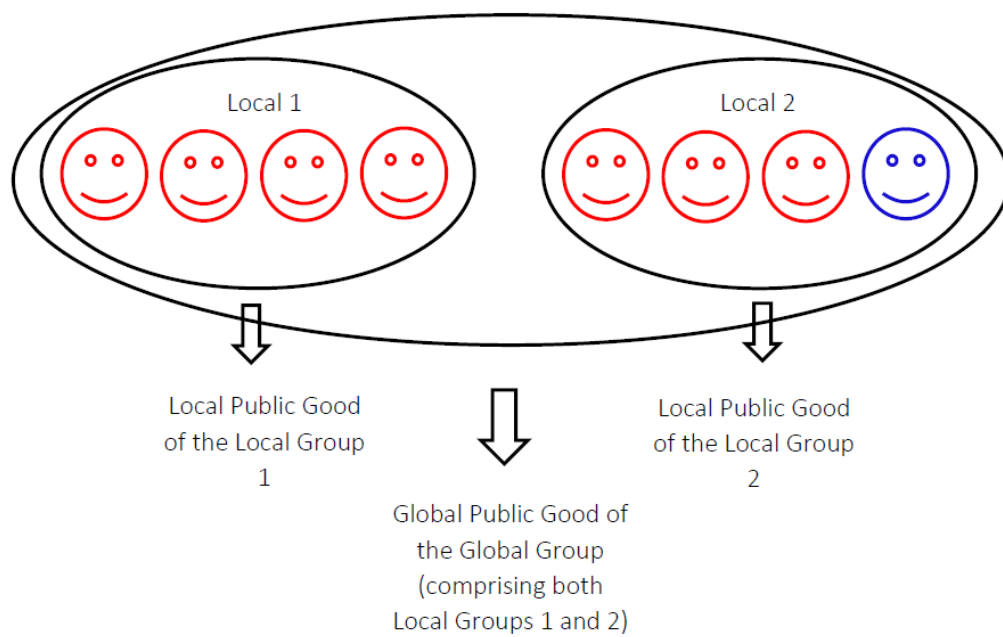 Local 1
Local 2
Local Public Good
of the Local Group
1
Local Public Good
of the Local Group
2
Global Public Good of
the Global Group
(comprising both
Local Groups 1 and 2)